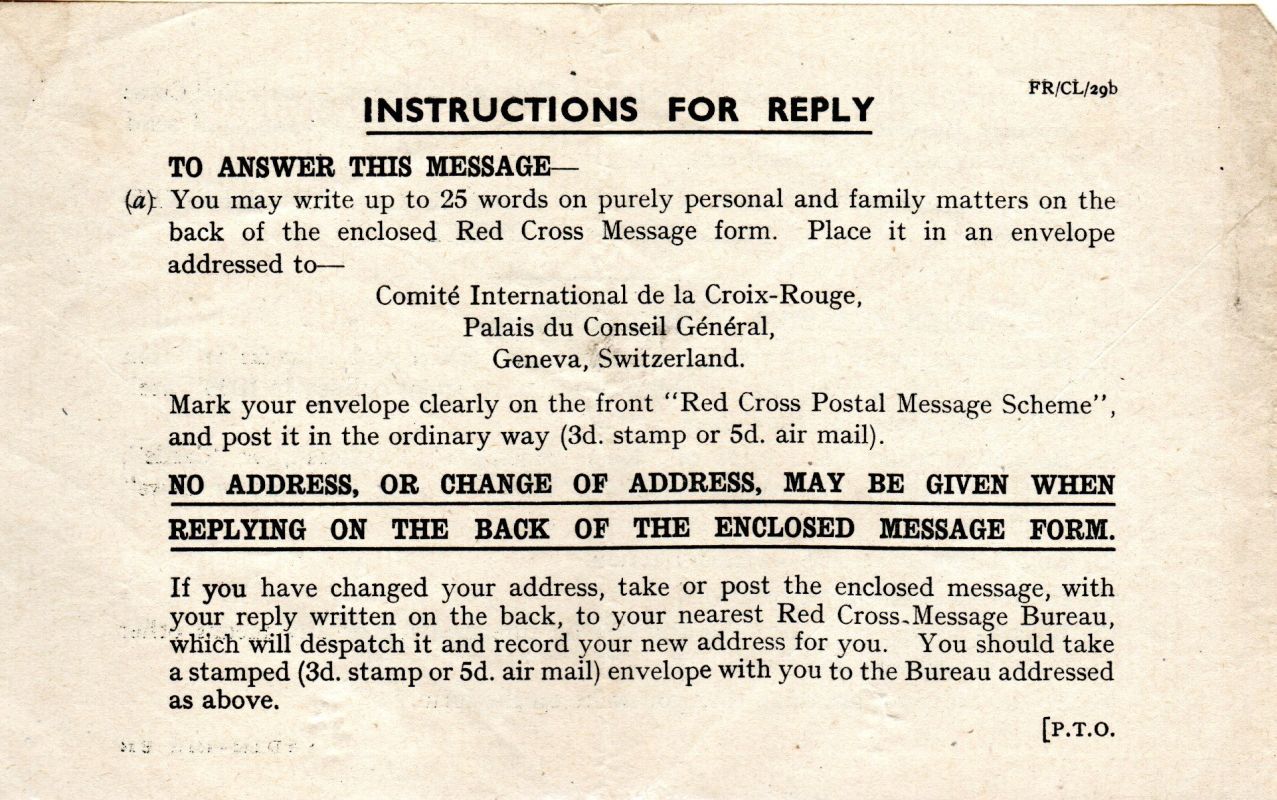 FR/CL/29b
INSTRUCTIONS FOR REPLY
TO ANSWER THIS MESSAGE—
(a) You may write up to 25 words on purely personal and family matters on the
back of the enclosed Red Cross Message form. Place it in an envelope
addressed to—
Comité International de la Croix-Rouge,
Palais du Conseil Général,
Geneva, Switzerland.
Mark your envelope clearly on the front "Red Cross Postal Message Scheme",
and post it in the ordinary way (3d. stamp or 5d. air mail).
NO ADDRESS, OR CHANGE OF ADDRESS, MAY BE GIVEN WHEN
REPLYING ON THE BACK OF THE ENCLOSED MESSAGE FORM.
If you have changed your address, take or post the enclosed message, with
your reply written on the back, to your nearest Red Cross Message Bureau,
which will despatch it and record your new address for you. You should take
a stamped (3d. stamp or 5d. air mail) envelope with you to the Bureau addressed
as above.
[P.T.O.